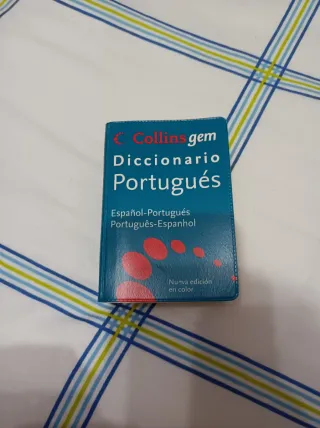 Collins gem
Diccionario
Portugués
Español-Portugués
Português-Espanhol
Nueva edición
en color